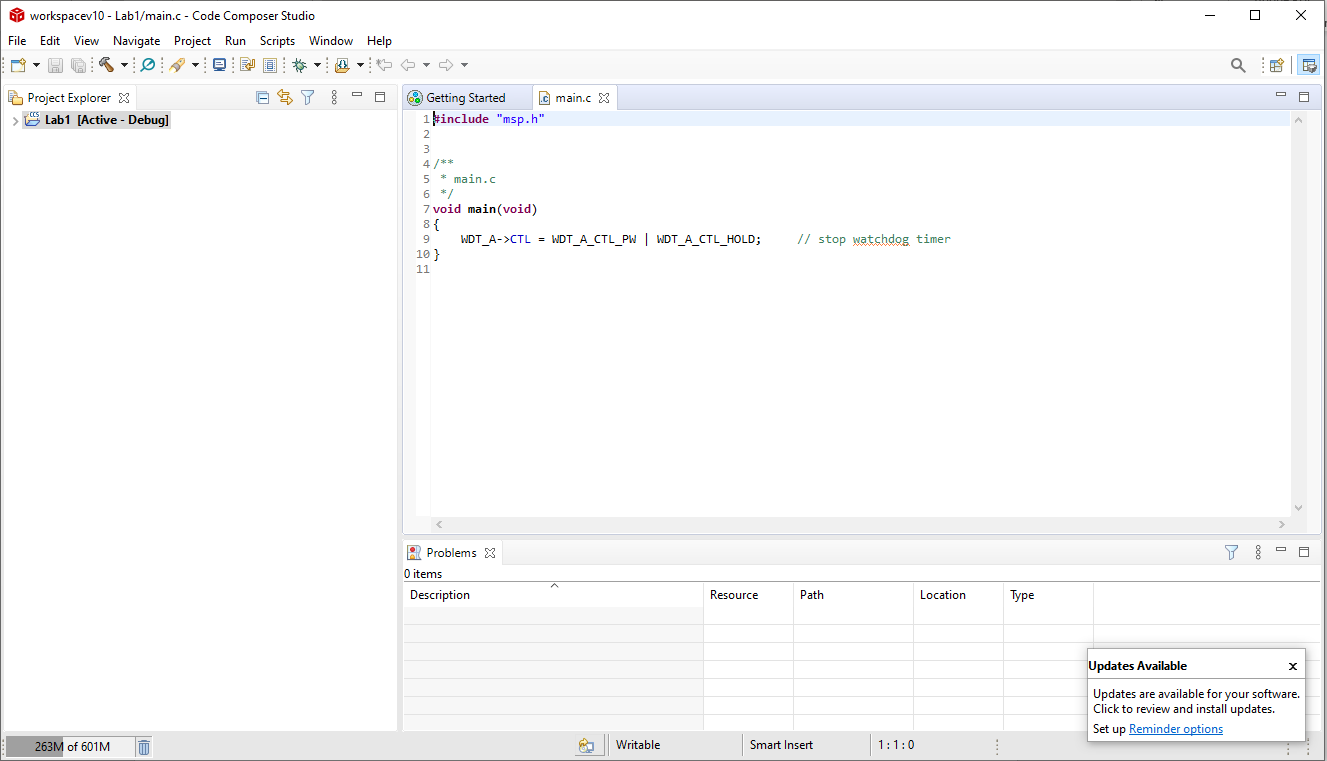 workspacev10 - Lab1/main.c - Code Composer Studio
File Edit View Navigate Project Run Scripts Window Help
Project Explorer
Lab1 [Active - Debug]
Getting Started
main.c
1 #include "msp.h"
2
3
4 /**
5  * main.c
6  */
7 void main(void)
8 {
9     WDT_A->CTL = WDT_A_CTL_PW | WDT_A_CTL_HOLD;     // stop watchdog timer
10 }
11
Problems
0 items
Description Resource Path Location Type
Updates Available x
Updates are available for your software.
Click to review and install updates.
Set up Reminder options
263M of 601M
Writable
Smart Insert
1 : 1 : 0